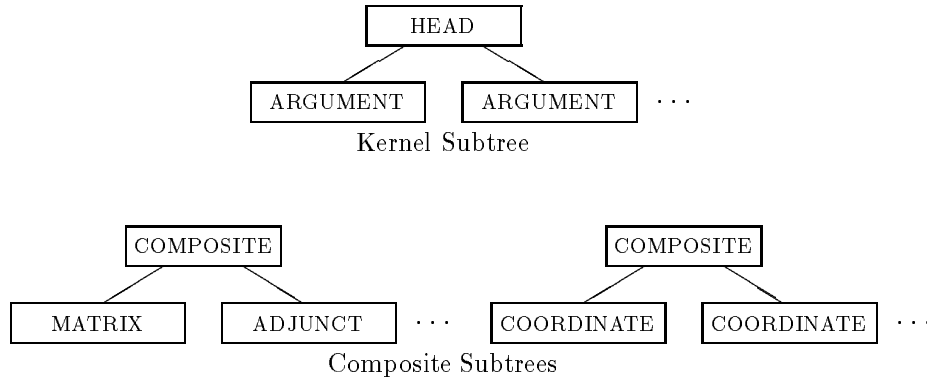 HEAD
ARGUMENT ARGUMENT ···
Kernel Subtree
COMPOSITE COMPOSITE
MATRIX ADJUNCT ··· COORDINATE COORDINATE ···
Composite Subtrees